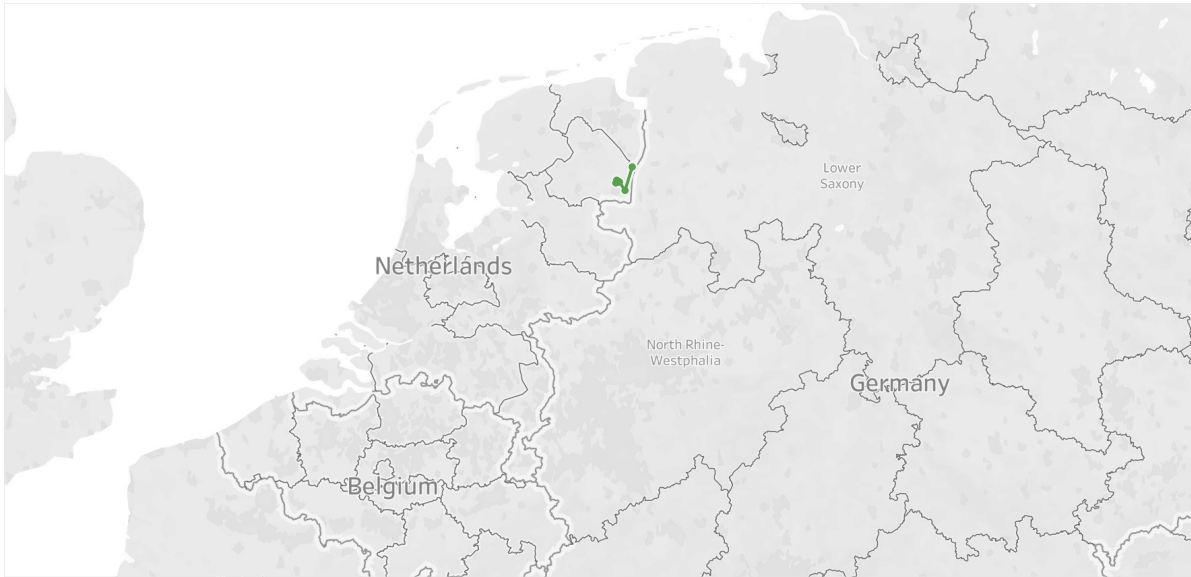 Lower
Saxony
Netherlands
North Rhine-
Westphalia
Germany
Belgium